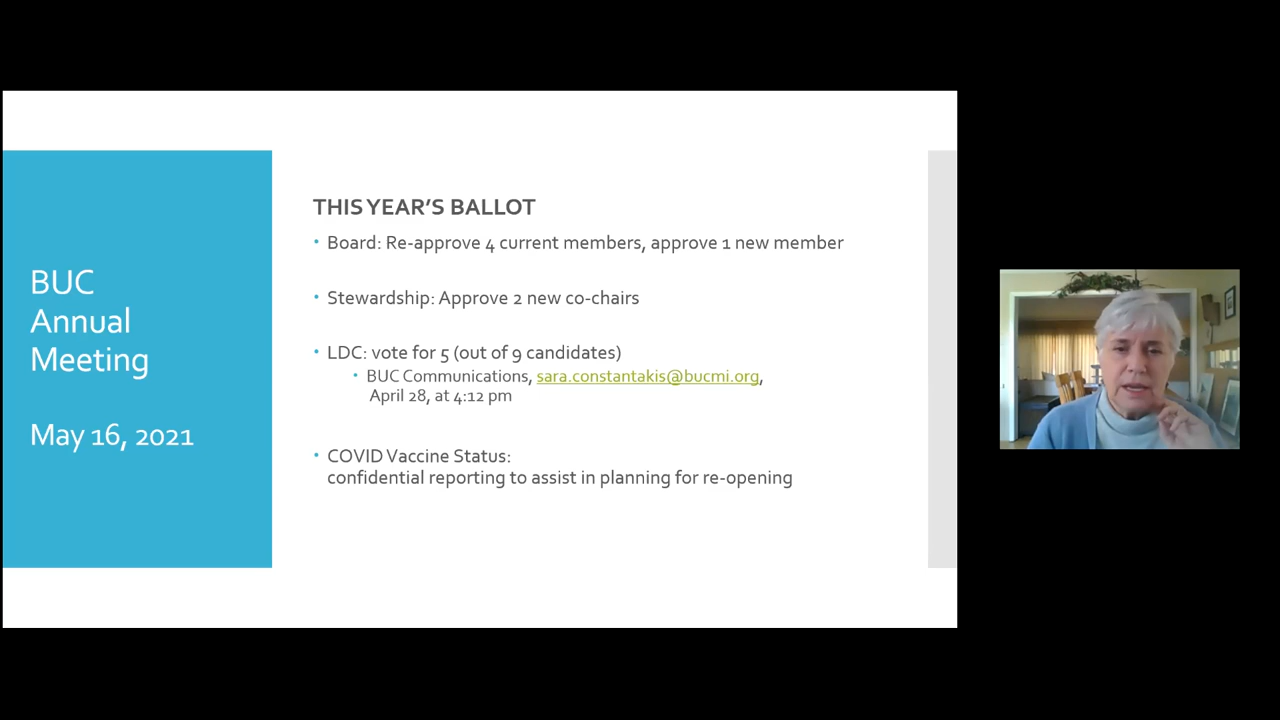 BUC
Annual
Meeting
May 16, 2021
THIS YEAR'S BALLOT
• Board: Re-approve 4 current members, approve 1 new member
• Stewardship: Approve 2 new co-chairs
• LDC: vote for 5 (out of 9 candidates)
• BUC Communications, sara.constantakis@bucmi.org,
April 28, at 4:12 pm
• COVID Vaccine Status:
confidential reporting to assist in planning for re-opening